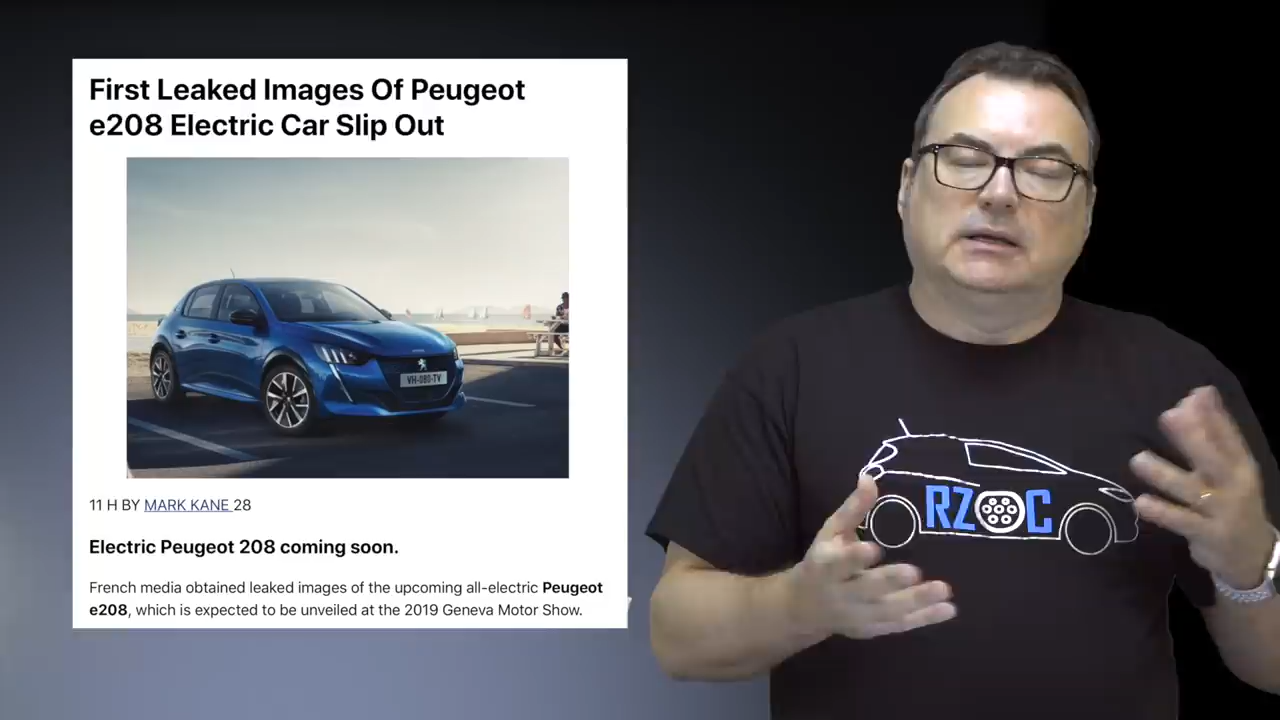 First Leaked Images Of Peugeot
e208 Electric Car Slip Out
VH-080-TV
11 H BY MARK KANE 28
Electric Peugeot 208 coming soon.
French media obtained leaked images of the upcoming all-electric Peugeot
e208, which is expected to be unveiled at the 2019 Geneva Motor Show.
RZOC